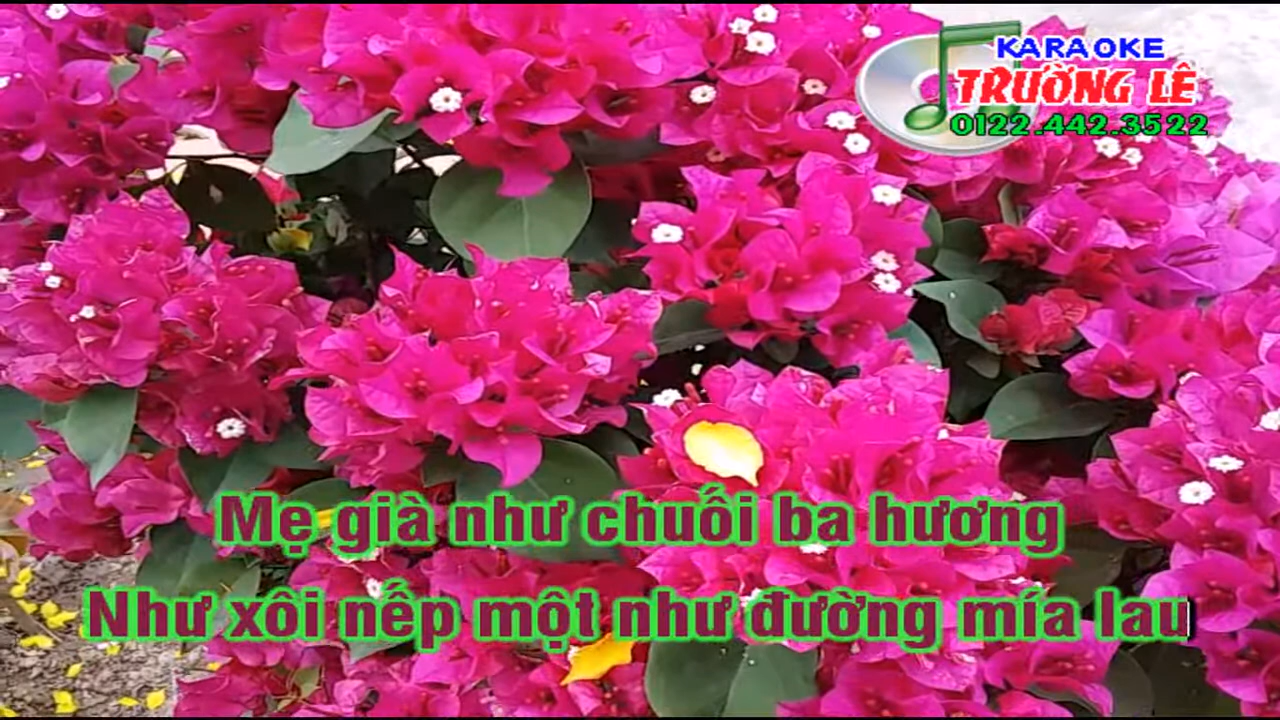 KARAOKE
TRƯỜNG LÊ
0122.442.3522
Mẹ già như chuối ba hương
Như xôi nếp một như đường mía lau